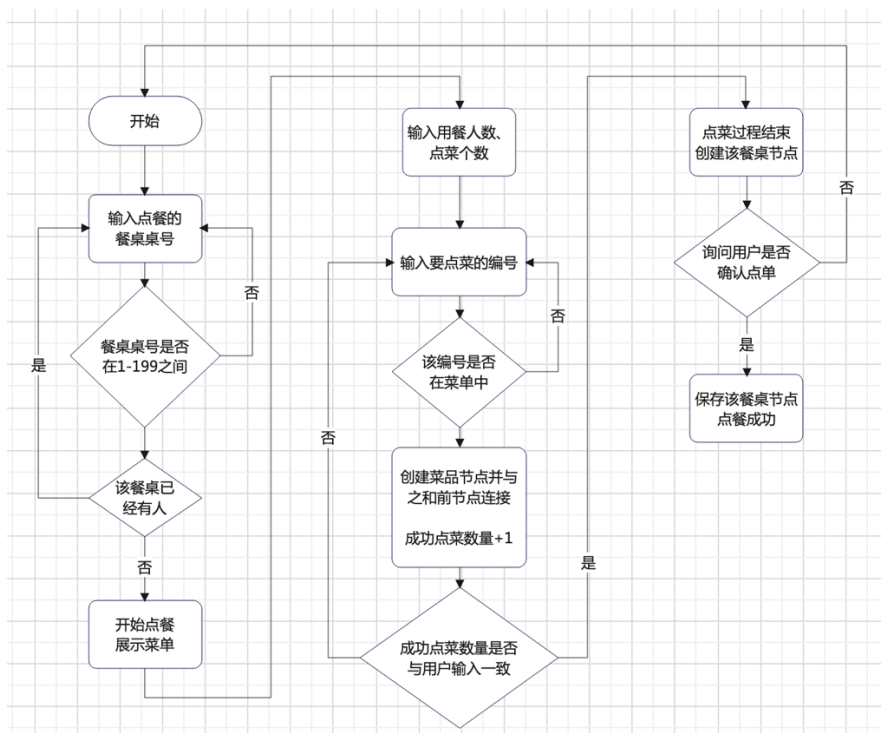 开始
输入点餐的
餐桌桌号
否
餐桌桌号是否
在1-199之间
是
该餐桌已
经有人
否
开始点餐
展示菜单
输入用餐人数、
点菜个数
输入要点菜的编号
否
该编号是否
在菜单中
否
创建菜品节点并与
之和前节点连接
成功点菜数量+1
成功点菜数量是否
与用户输入一致
是
点菜过程结束
创建该餐桌节点
否
询问用户是否
确认点单
是
保存该餐桌节点
点餐成功